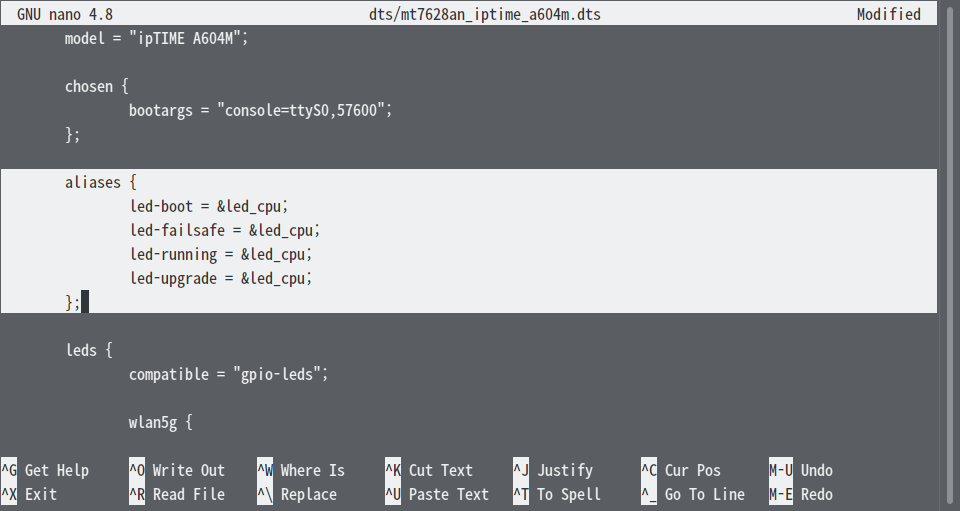 GNU nano 4.8 dts/mt7628an_iptime_a604m.dts Modified
model = "ipTIME A604M";
chosen {
bootargs = "console=ttyS0,57600";
};
aliases {
led-boot = &led_cpu;
led-failsafe = &led_cpu;
led-running = &led_cpu;
led-upgrade = &led_cpu;
};
leds {
compatible = "gpio-leds";
wlan5g {
^G Get Help ^O Write Out ^W Where Is ^K Cut Text ^J Justify ^C Cur Pos M-U Undo
^X Exit ^R Read File ^\ Replace ^U Paste Text ^T To Spell ^_ Go To Line M-E Redo